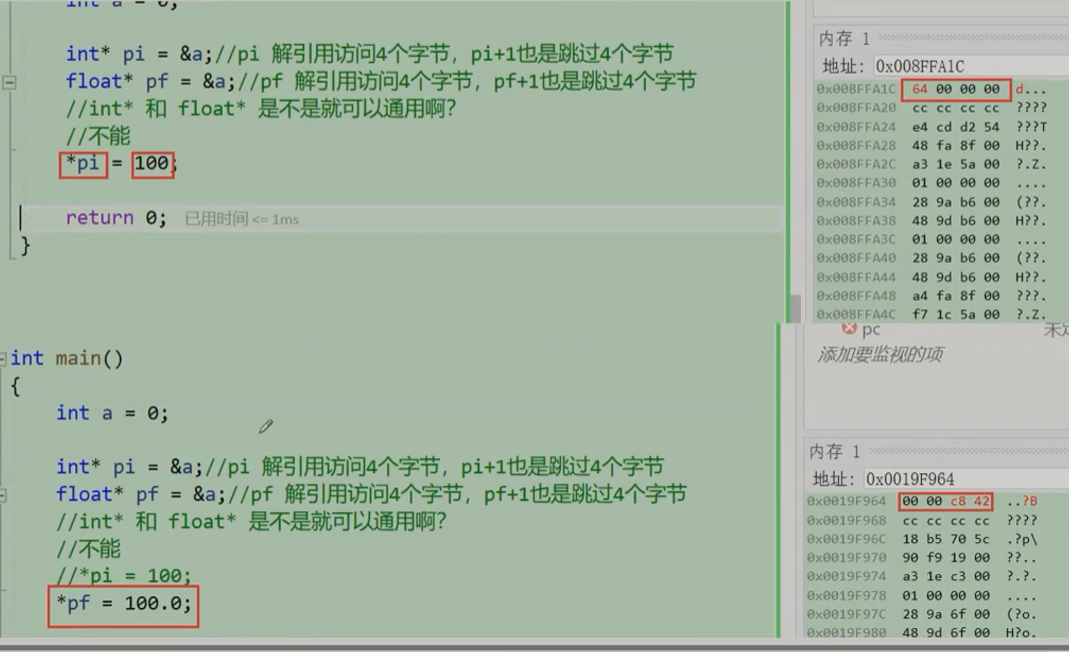 int a = 0;
int* pi = &a;//pi 解引用访问4个字节，pi+1也是跳过4个字节
float* pf = &a;//pf 解引用访问4个字节，pf+1也是跳过4个字节
//int* 和 float* 是不是就可以通用啊?
//不能
*pi = 100;
return 0; 已用时间 <= 1ms
}
内存 1
地址: 0x008FFA1C
0x008FFA1C 64 00 00 00 d...
0x008FFA20 cc cc cc cc ????
0x008FFA24 e4 cd d2 54 ???T
0x008FFA28 48 fa 8f 00 H??.
0x008FFA2C a3 1e 5a 00 ?.Z.
0x008FFA30 01 00 00 00 ....
0x008FFA34 28 9a b6 00 (??.
0x008FFA38 48 9d b6 00 H??.
0x008FFA3C 01 00 00 00 ....
0x008FFA40 28 9a b6 00 (??.
0x008FFA44 48 9d b6 00 H??.
0x008FFA48 a4 fa 8f 00 ???.
0x008FFA4C f7 1c 5a 00 ?.Z.
int main()
{
int a = 0;
int* pi = &a;//pi 解引用访问4个字节，pi+1也是跳过4个字节
float* pf = &a;//pf 解引用访问4个字节，pf+1也是跳过4个字节
//int* 和 float* 是不是就可以通用啊?
//不能
//*pi = 100;
*pf = 100.0;
pc
添加要监视的项
内存 1
地址: 0x0019F964
0x0019F964 00 00 c8 42 ..?B
0x0019F968 cc cc cc cc ????
0x0019F96C 18 b5 70 5c .?p\
0x0019F970 90 f9 19 00 ??..
0x0019F974 a3 1e c3 00 ?.?.
0x0019F978 01 00 00 00 ....
0x0019F97C 28 9a 6f 00 (?o.
0x0019F980 48 9d 6f 00 H?o.